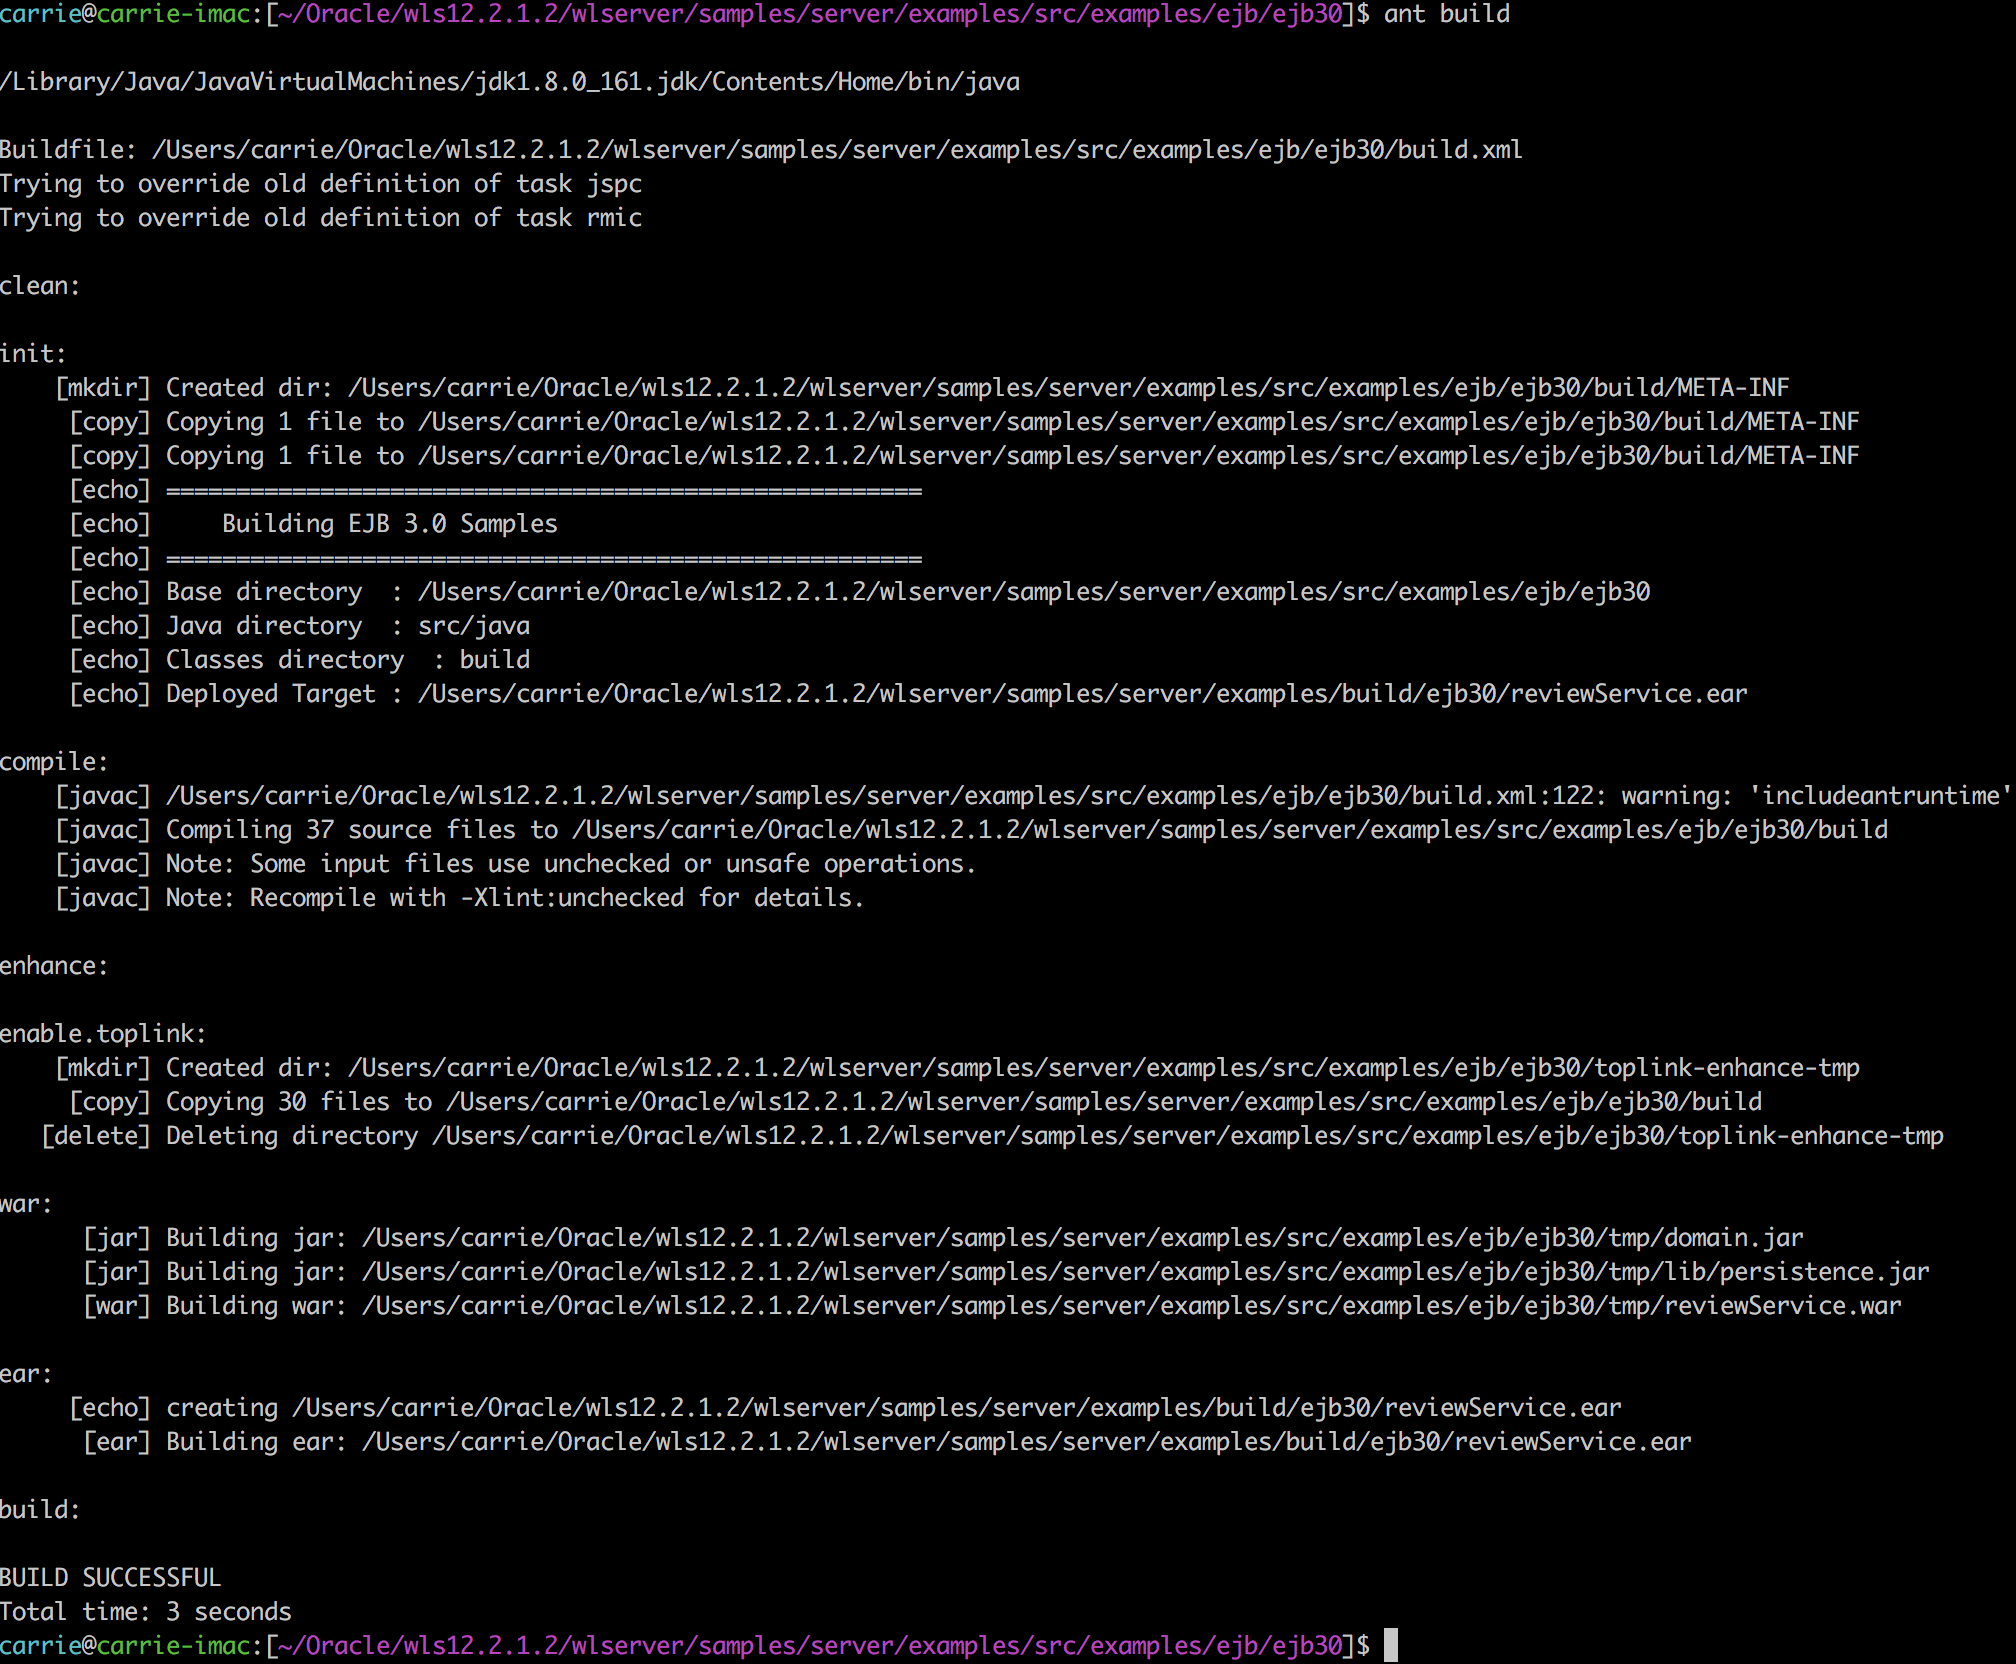 carrie@carrie-imac:[~/Oracle/wls12.2.1.2/wlserver/samples/server/examples/src/examples/ejb/ejb30]$ ant build
/Library/Java/JavaVirtualMachines/jdk1.8.0_161.jdk/Contents/Home/bin/java
Buildfile: /Users/carrie/Oracle/wls12.2.1.2/wlserver/samples/server/examples/src/examples/ejb/ejb30/build.xml
Trying to override old definition of task jspc
Trying to override old definition of task rmic
clean:
init:
[mkdir] Created dir: /Users/carrie/Oracle/wls12.2.1.2/wlserver/samples/server/examples/src/examples/ejb/ejb30/build/META-INF
[copy] Copying 1 file to /Users/carrie/Oracle/wls12.2.1.2/wlserver/samples/server/examples/src/examples/ejb/ejb30/build/META-INF
[copy] Copying 1 file to /Users/carrie/Oracle/wls12.2.1.2/wlserver/samples/server/examples/src/examples/ejb/ejb30/build/META-INF
[echo] ======================================================
[echo]     Building EJB 3.0 Samples
[echo] ======================================================
[echo] Base directory  : /Users/carrie/Oracle/wls12.2.1.2/wlserver/samples/server/examples/src/examples/ejb/ejb30
[echo] Java directory  : src/java
[echo] Classes directory  : build
[echo] Deployed Target : /Users/carrie/Oracle/wls12.2.1.2/wlserver/samples/server/examples/build/ejb30/reviewService.ear
compile:
[javac] /Users/carrie/Oracle/wls12.2.1.2/wlserver/samples/server/examples/src/examples/ejb/ejb30/build.xml:122: warning: 'includeantruntime'
[javac] Compiling 37 source files to /Users/carrie/Oracle/wls12.2.1.2/wlserver/samples/server/examples/src/examples/ejb/ejb30/build
[javac] Note: Some input files use unchecked or unsafe operations.
[javac] Note: Recompile with -Xlint:unchecked for details.
enhance:
enable.toplink:
[mkdir] Created dir: /Users/carrie/Oracle/wls12.2.1.2/wlserver/samples/server/examples/src/examples/ejb/ejb30/toplink-enhance-tmp
[copy] Copying 30 files to /Users/carrie/Oracle/wls12.2.1.2/wlserver/samples/server/examples/src/examples/ejb/ejb30/build
[delete] Deleting directory /Users/carrie/Oracle/wls12.2.1.2/wlserver/samples/server/examples/src/examples/ejb/ejb30/toplink-enhance-tmp
war:
[jar] Building jar: /Users/carrie/Oracle/wls12.2.1.2/wlserver/samples/server/examples/src/examples/ejb/ejb30/tmp/domain.jar
[jar] Building jar: /Users/carrie/Oracle/wls12.2.1.2/wlserver/samples/server/examples/src/examples/ejb/ejb30/tmp/lib/persistence.jar
[war] Building war: /Users/carrie/Oracle/wls12.2.1.2/wlserver/samples/server/examples/src/examples/ejb/ejb30/tmp/reviewService.war
ear:
[echo] creating /Users/carrie/Oracle/wls12.2.1.2/wlserver/samples/server/examples/build/ejb30/reviewService.ear
[ear] Building ear: /Users/carrie/Oracle/wls12.2.1.2/wlserver/samples/server/examples/build/ejb30/reviewService.ear
build:
BUILD SUCCESSFUL
Total time: 3 seconds
carrie@carrie-imac:[~/Oracle/wls12.2.1.2/wlserver/samples/server/examples/src/examples/ejb/ejb30]$